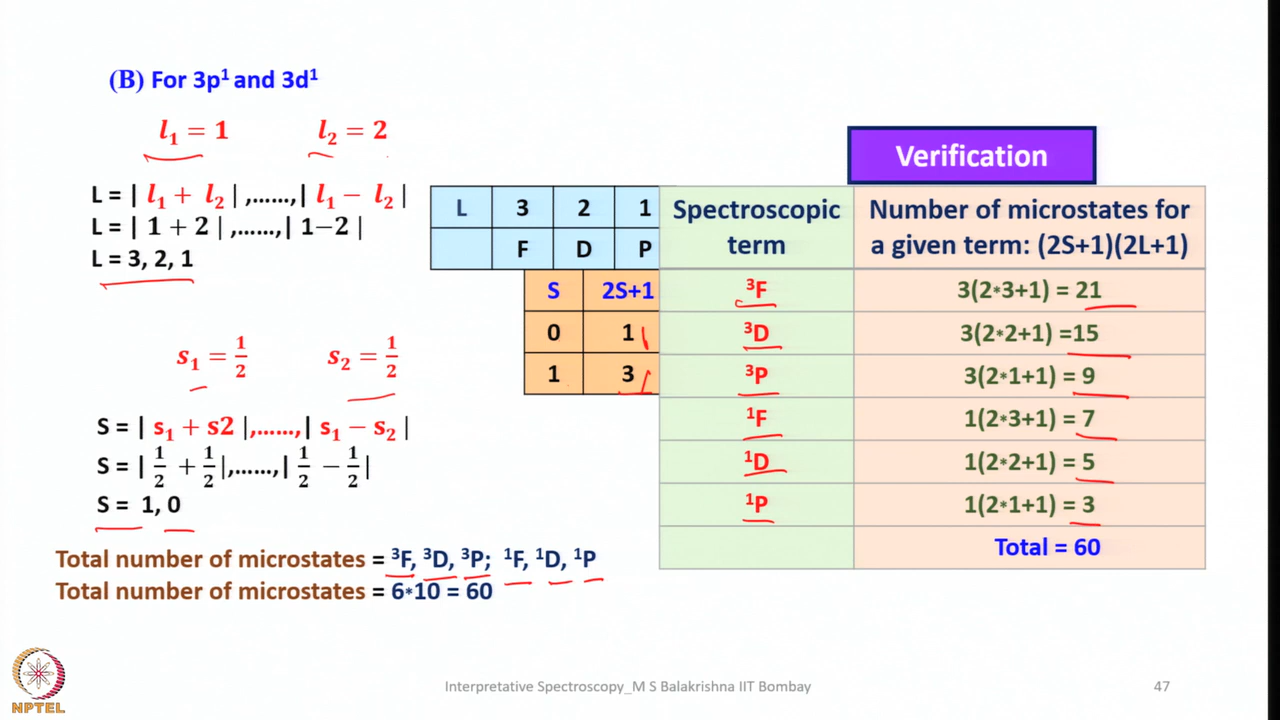 (B) For 3p¹ and 3d¹
l₁ = 1 l₂ = 2
L = | l₁ + l₂ |,……,| l₁ − l₂ |
L = | 1 + 2 |,……,| 1−2 |
L = 3, 2, 1
s₁ = 1/2 s₂ = 1/2
S = | s₁ + s2 |,……,| s₁ − s₂ |
S = | 1/2 + 1/2 |,……,| 1/2 − 1/2 |
S = 1, 0
Total number of microstates = ³F, ³D, ³P; ¹F, ¹D, ¹P
Total number of microstates = 6*10 = 60
L 3 2 1
F D P
S 2S+1
0 1
1 3
Verification
Spectroscopic term
Number of microstates for a given term: (2S+1)(2L+1)
³F 3(2*3+1) = 21
³D 3(2*2+1) =15
³P 3(2*1+1) = 9
¹F 1(2*3+1) = 7
¹D 1(2*2+1) = 5
¹P 1(2*1+1) = 3
Total = 60
NPTEL
Interpretative Spectroscopy_M S Balakrishna IIT Bombay
47